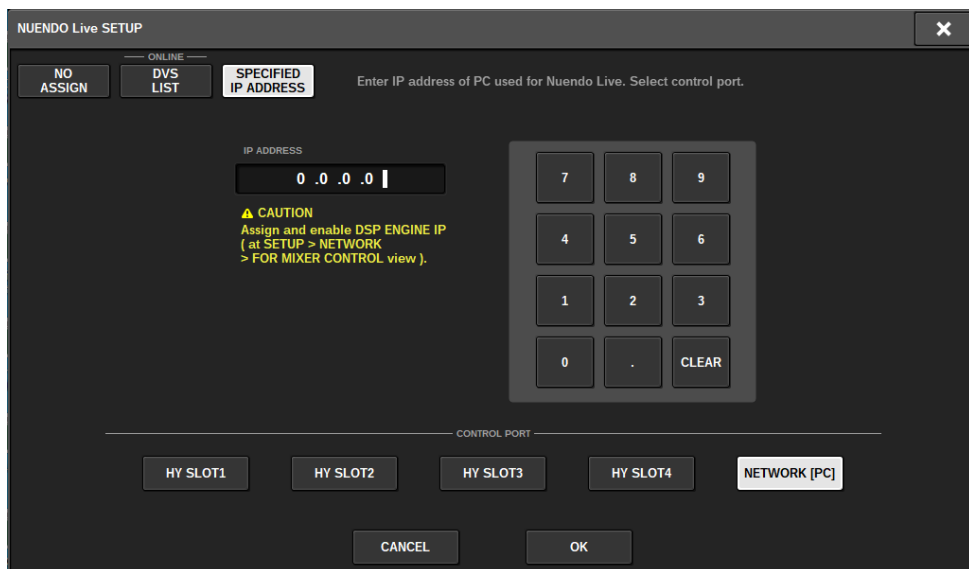 NUENDO Live SETUP
ONLINE
NO
ASSIGN
DVS
LIST
SPECIFIED
IP ADDRESS
Enter IP address of PC used for Nuendo Live. Select control port.
IP ADDRESS
0 .0 .0 .0
CAUTION
Assign and enable DSP ENGINE IP
( at SETUP > NETWORK
> FOR MIXER CONTROL view ).
7 8 9
4 5 6
1 2 3
0 . CLEAR
CONTROL PORT
HY SLOT1 HY SLOT2 HY SLOT3 HY SLOT4 NETWORK [PC]
CANCEL OK